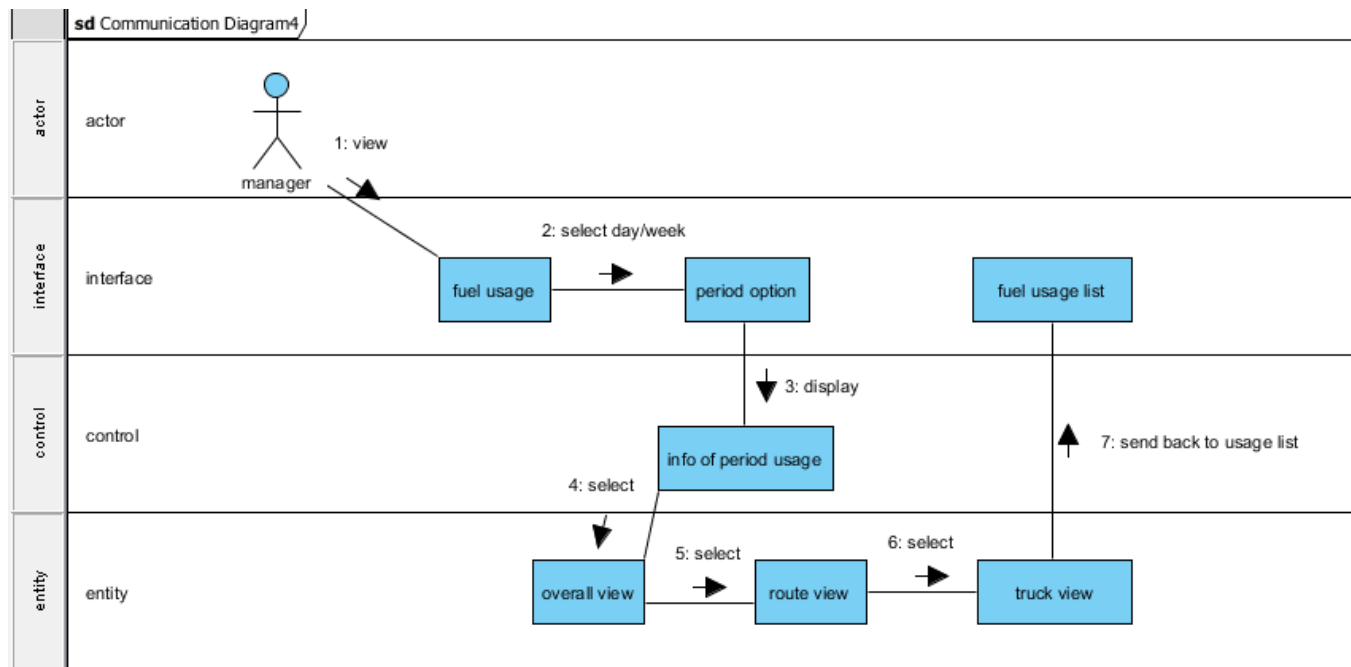 sd Communication Diagram4
actor
actor
1: view
manager
interface
interface
2: select day/week
fuel usage
period option
fuel usage list
control
control
3: display
info of period usage
7: send back to usage list
4: select
entity
entity
5: select
6: select
overall view
route view
truck view